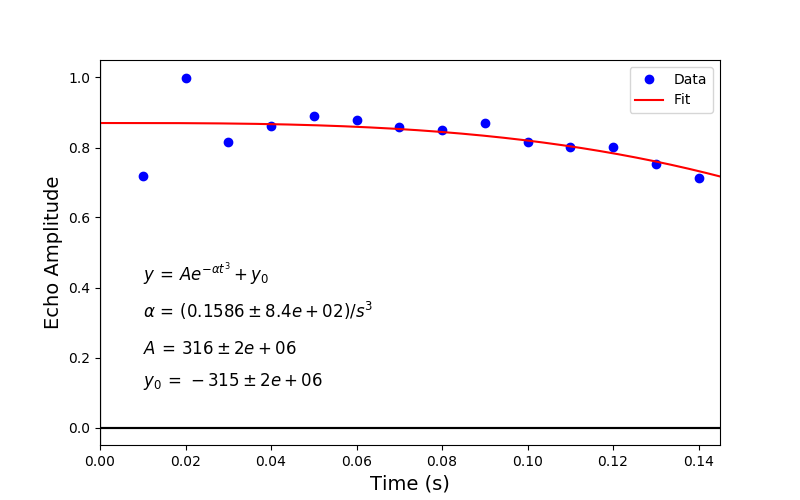 Data
Fit
1.0
0.8
0.6
0.4
0.2
0.0
Echo Amplitude
y = Ae^{-αt^3} + y_0
α = (0.1586 ± 8.4e + 02)/s^3
A = 316 ± 2e + 06
y_0 = − 315 ± 2e + 06
0.00 0.02 0.04 0.06 0.08 0.10 0.12 0.14
Time (s)